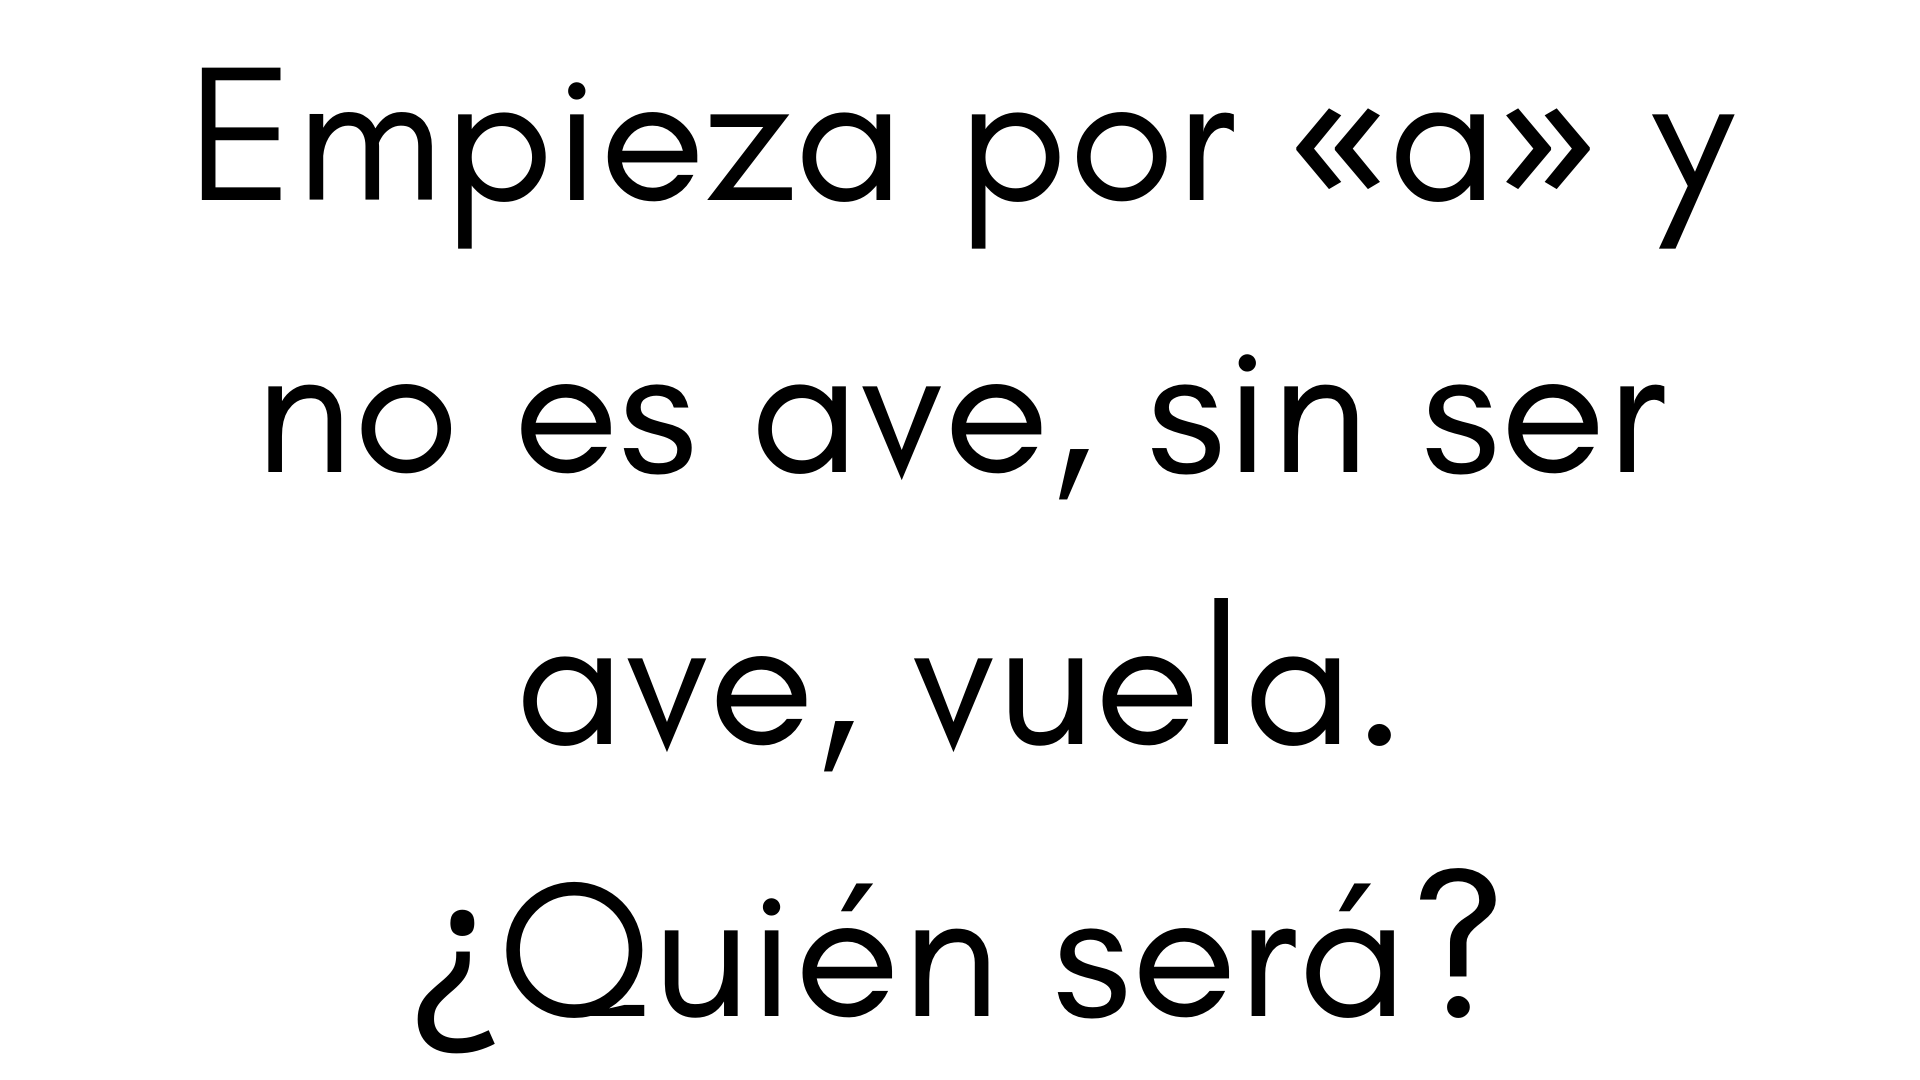 Empieza por «a» y
no es ave, sin ser
ave, vuela.
¿Quién será?